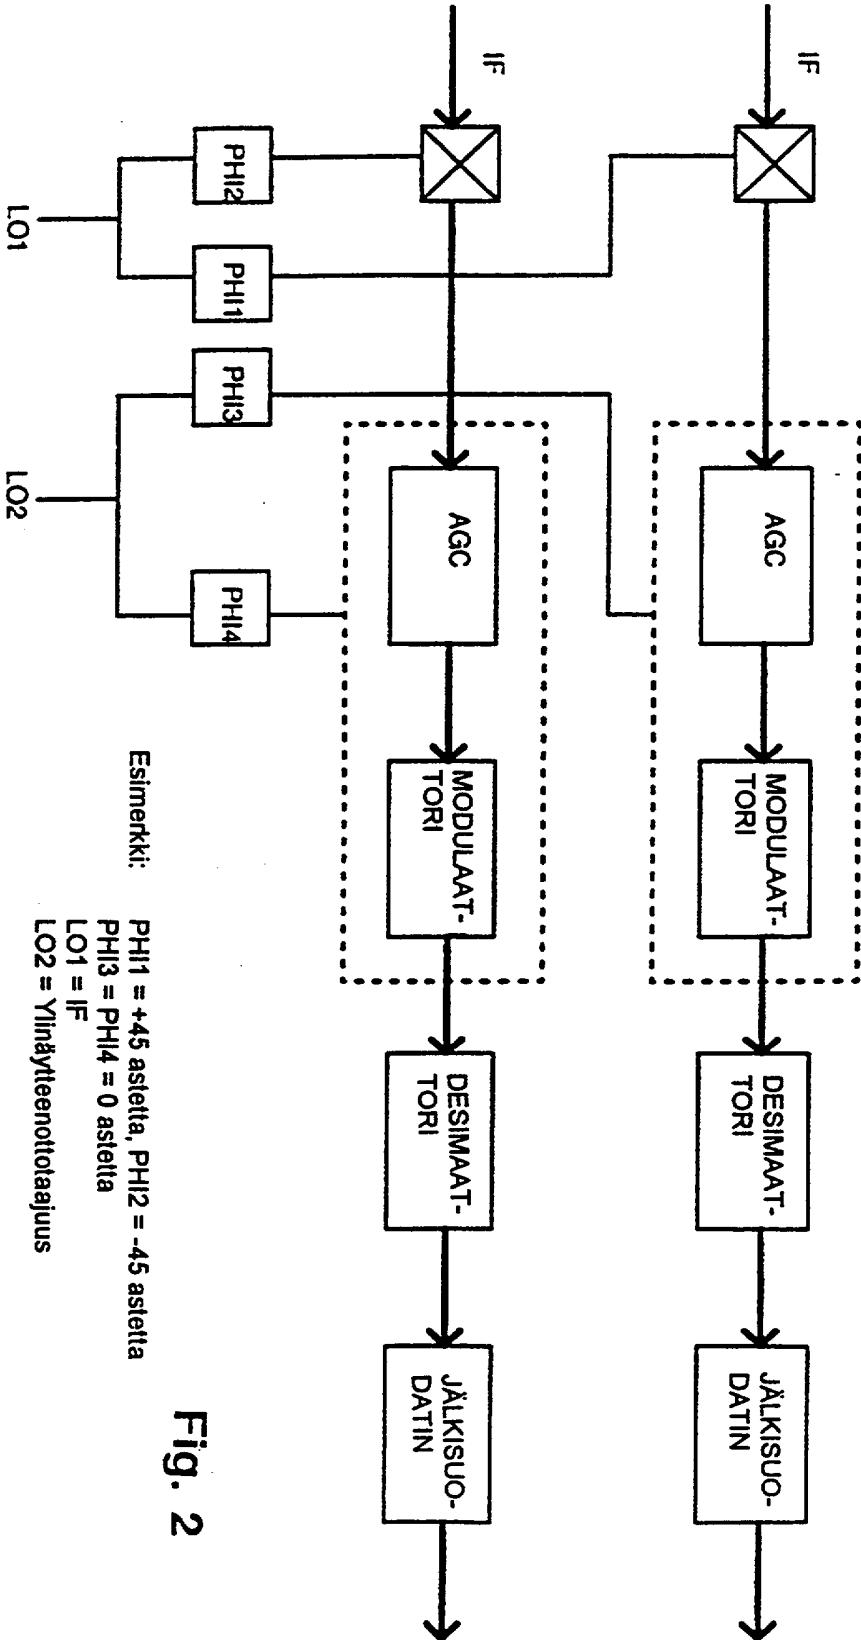 IF
AGC
MODULAAT-
TORI
DESIMAAT-
TORI
JÄLKISUO-
DATIN
IF
AGC
MODULAAT-
TORI
DESIMAAT-
TORI
JÄLKISUO-
DATIN
PHI2
PHI1
PHI3
PHI4
LO1
LO2
Esimerkki:
PHI1 = +45 astetta, PHI2 = -45 astetta
PHI3 = PHI4 = 0 astetta
LO1 = IF
LO2 = Ylinäytteenottotaajuus
Fig. 2